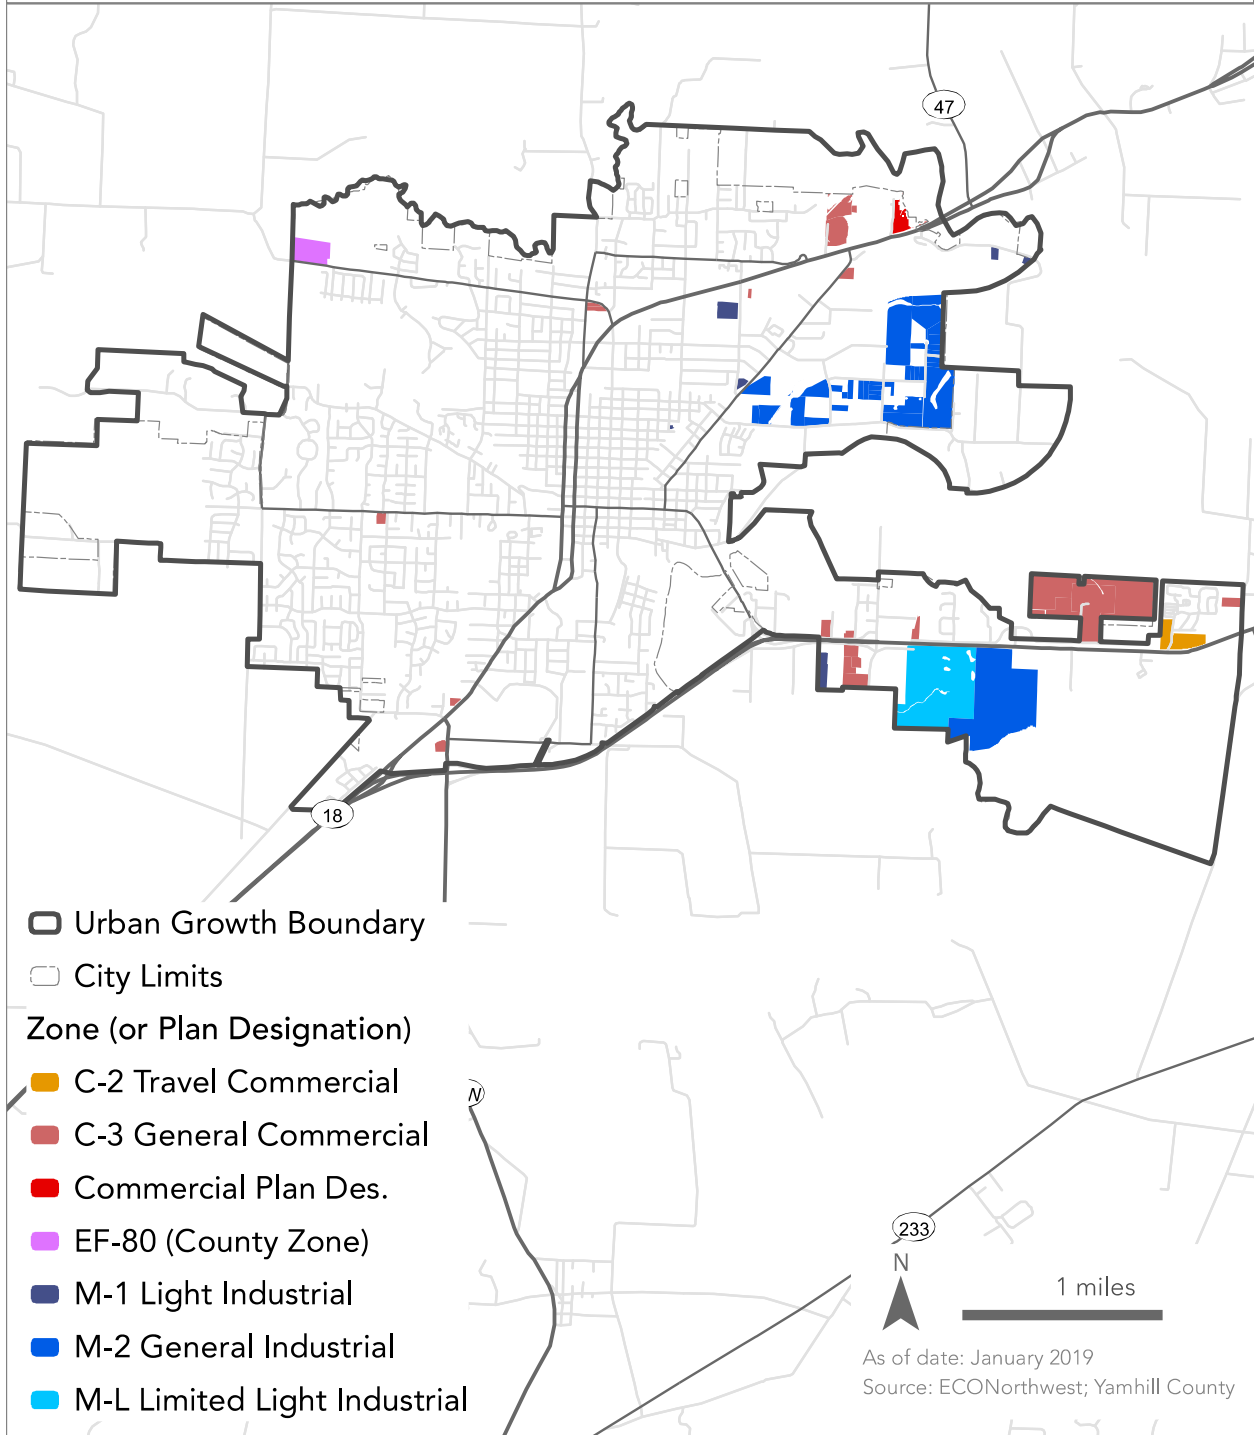 47
18
Urban Growth Boundary
City Limits
Zone (or Plan Designation)
C-2 Travel Commercial
C-3 General Commercial
Commercial Plan Des.
EF-80 (County Zone)
M-1 Light Industrial
M-2 General Industrial
M-L Limited Light Industrial
N
233
N
1 miles
As of date: January 2019
Source: ECONorthwest; Yamhill County